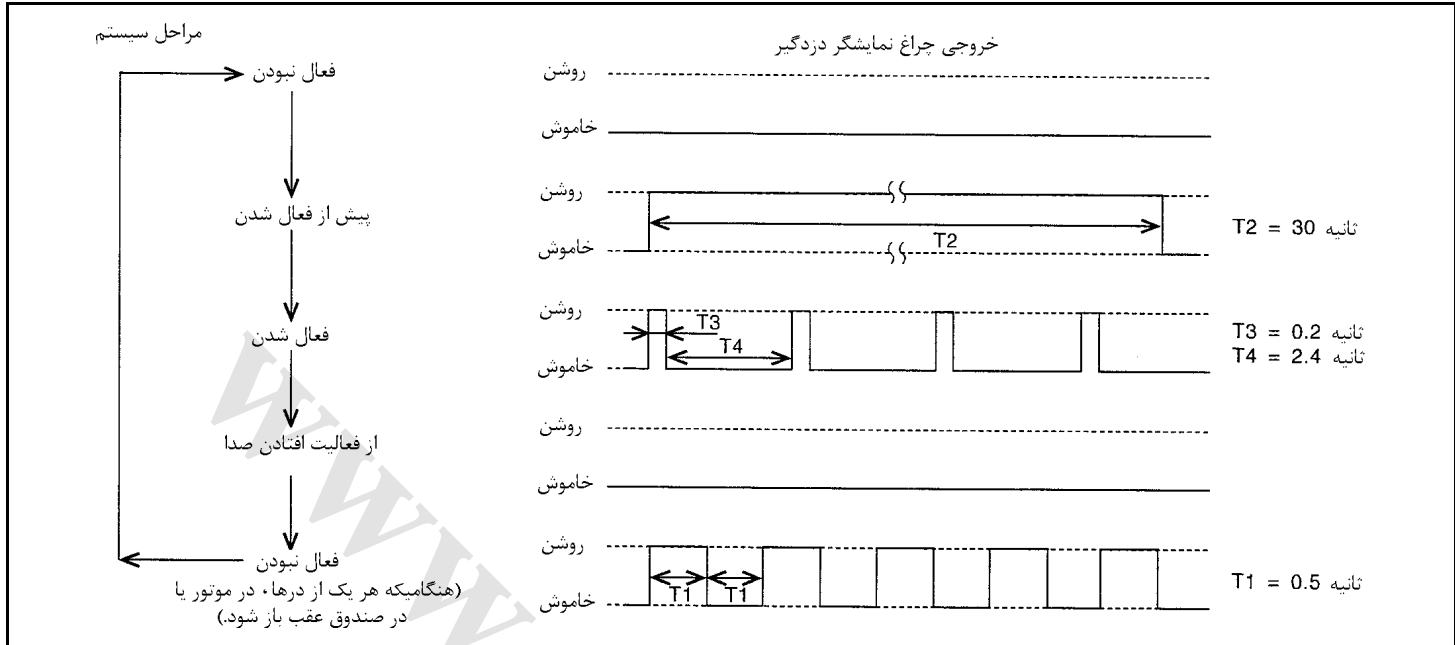 مراحل سیستم
فعال نبودن
پیش از فعال شدن
فعال شدن
از فعالیت افتادن صدا
فعال نبودن
(هنگامیکه هر یک از درها، در موتور یا
در صندوق عقب باز شود.)
خروجی چراغ نمایشگر دزدگیر
روشن
خاموش
روشن
خاموش
T2
T2 = 30 ثانیه
روشن
خاموش
T3
T4
T3 = 0.2 ثانیه
T4 = 2.4 ثانیه
روشن
خاموش
روشن
خاموش
T1 T1
T1 = 0.5 ثانیه
WWW